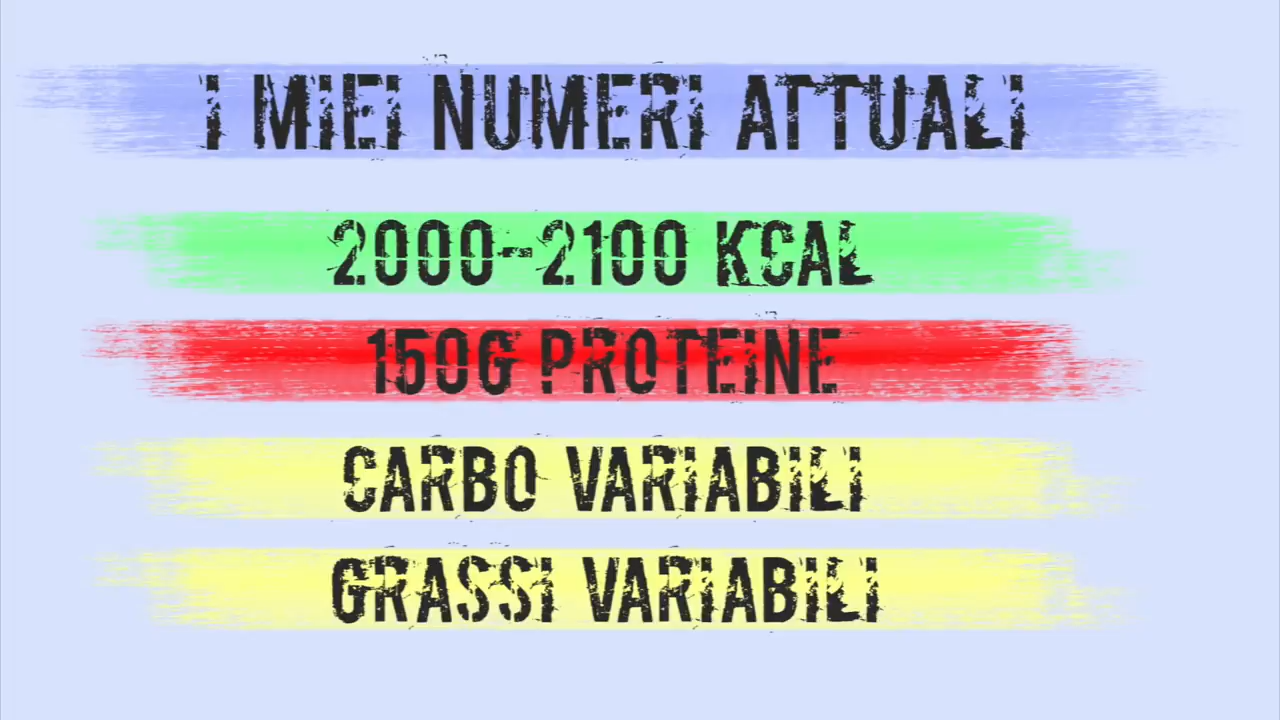 I MIEI NUMERI ATTUALI
2000-2100 KCAL
150G PROTEINE
CARBO VARIABILI
GRASSI VARIABILI